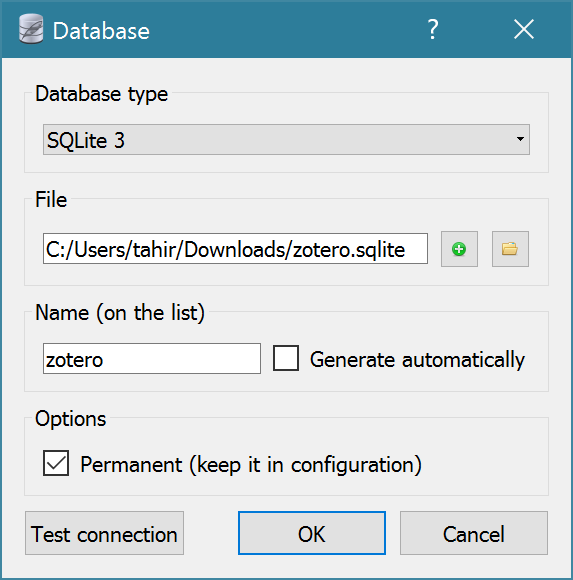 Database ?
Database type
SQLite 3
File
C:/Users/tahir/Downloads/zotero.sqlite
Name (on the list)
zotero Generate automatically
Options
Permanent (keep it in configuration)
Test connection OK Cancel